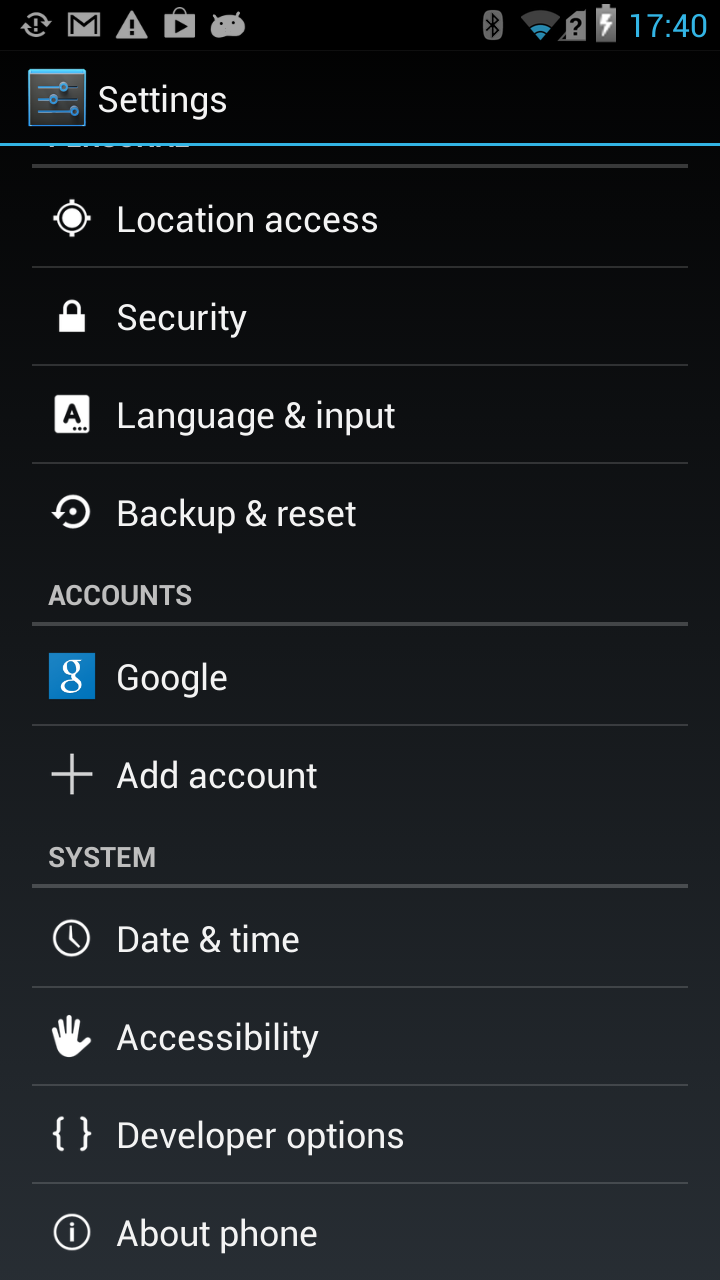 17:40
Settings
Location access
Security
Language & input
Backup & reset
ACCOUNTS
Google
Add account
SYSTEM
Date & time
Accessibility
{ } Developer options
About phone